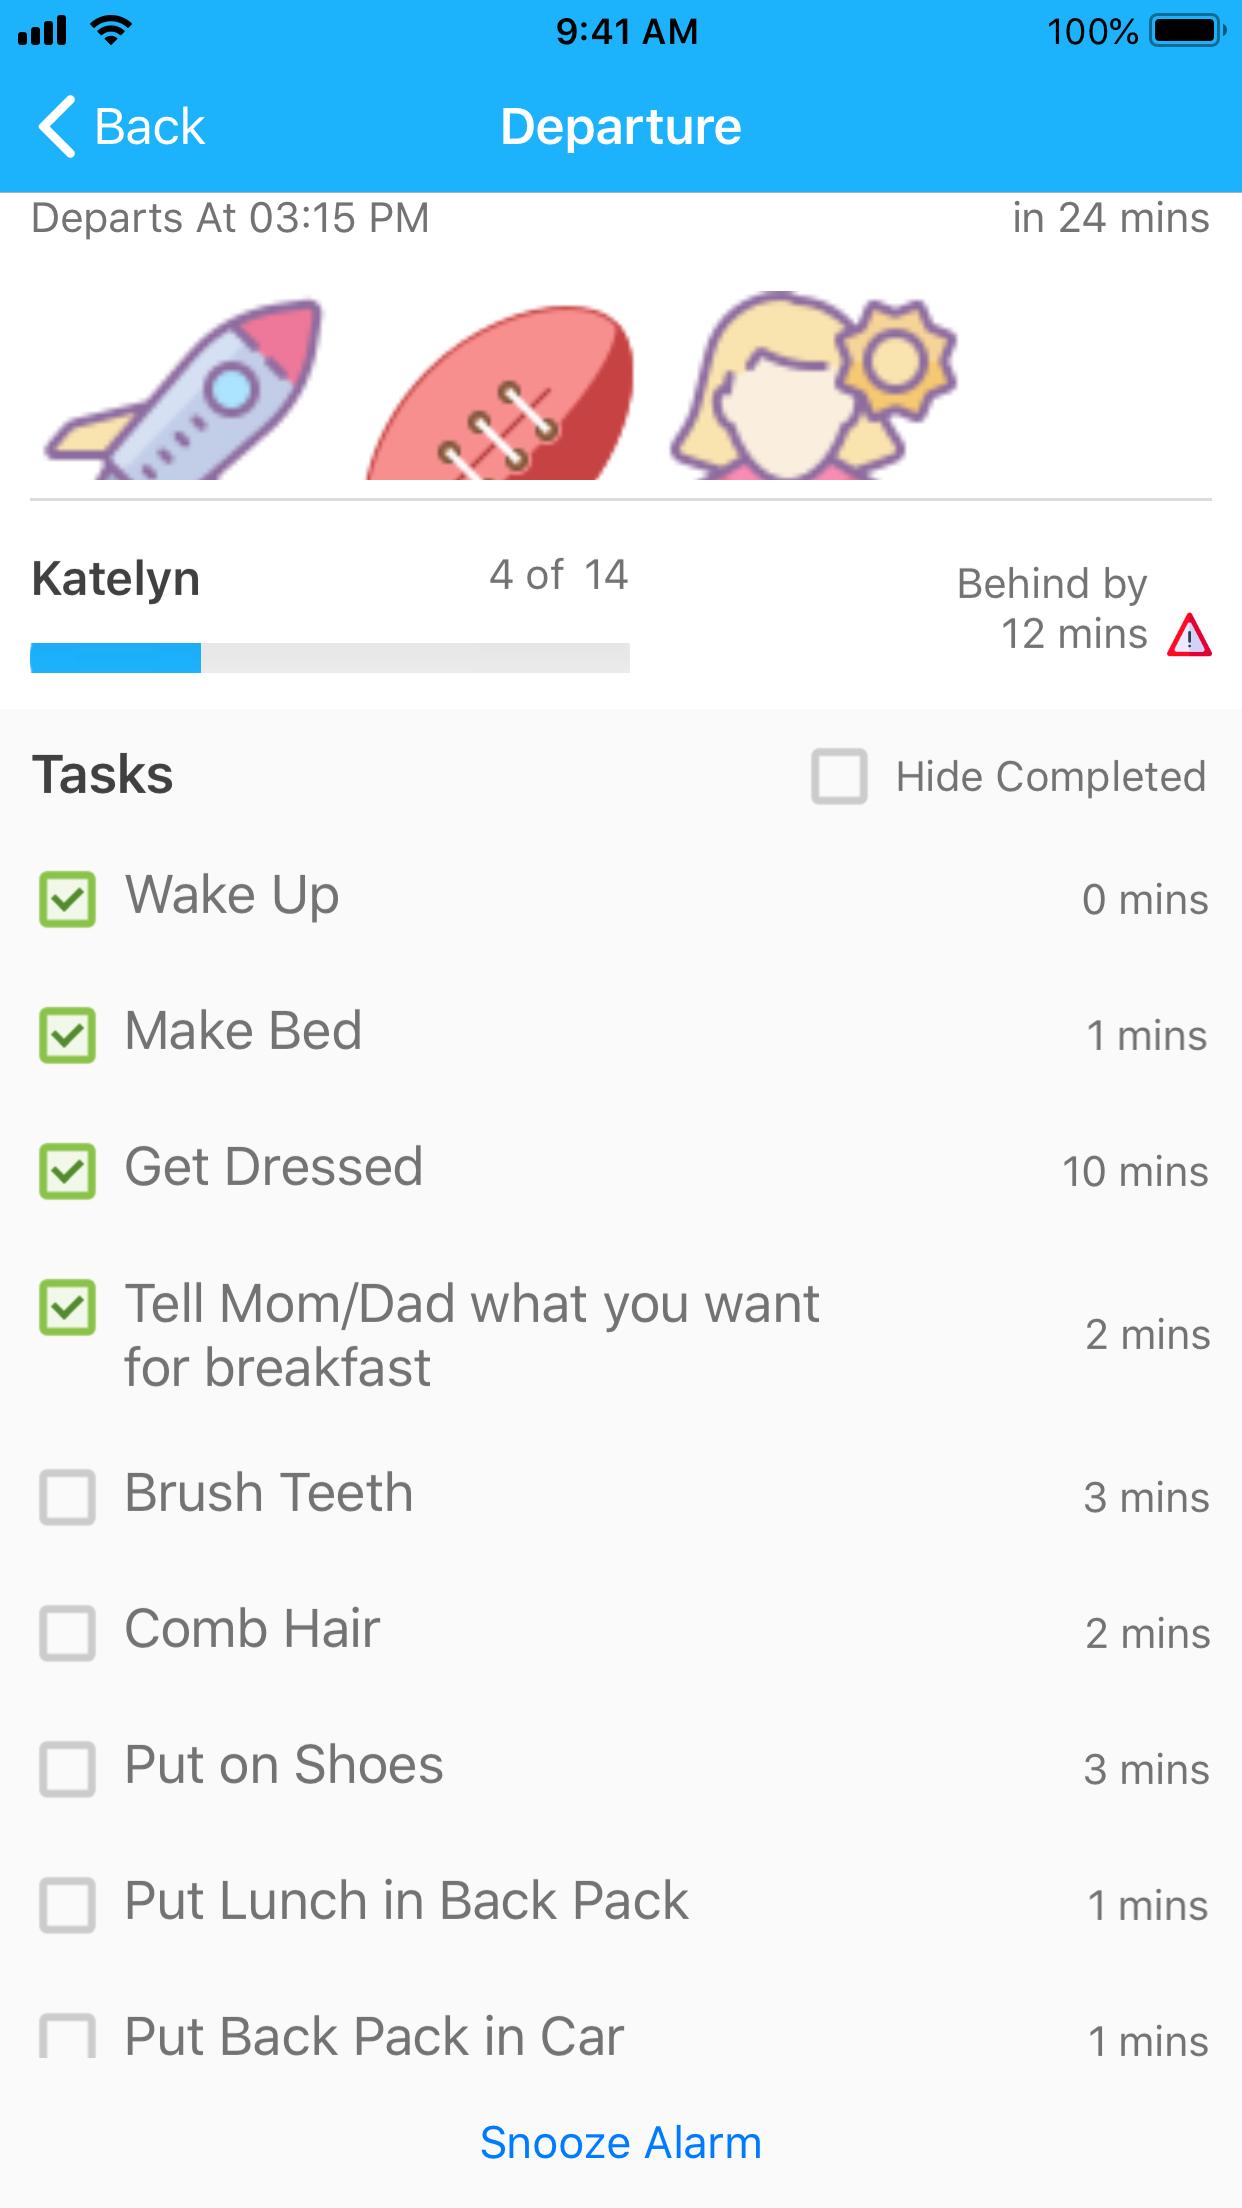 9:41 AM
100%
Back
Departure
Departs At 03:15 PM
in 24 mins
Katelyn
4 of 14
Behind by
12 mins
Tasks
Hide Completed
Wake Up
0 mins
Make Bed
1 mins
Get Dressed
10 mins
Tell Mom/Dad what you want
for breakfast
2 mins
Brush Teeth
3 mins
Comb Hair
2 mins
Put on Shoes
3 mins
Put Lunch in Back Pack
1 mins
Put Back Pack in Car
1 mins
Snooze Alarm